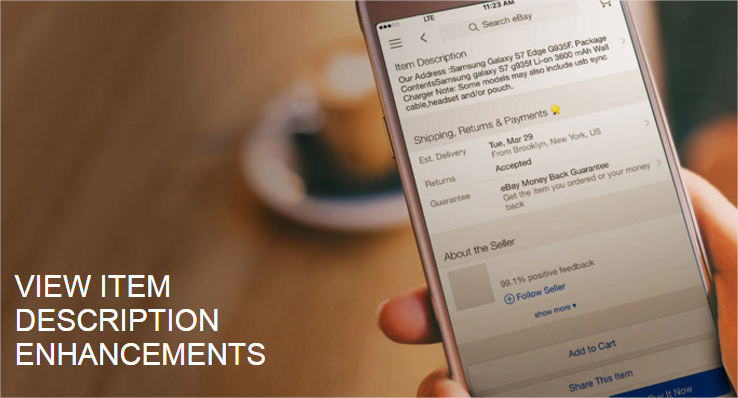 LTE
11:23 AM
Search eBay
Item Description
Our Address :Samsung Galaxy S7 Edge G935F. Package
ContentsSamsung galaxy S7 g935f Li-on 3600 mAh Wall
Charger Note: Some models may also include usb sync
cable,headset and/or pouch.
Shipping, Returns & Payments
Est. Delivery
Tue, Mar 29
From Brooklyn, New York, US
Returns
Accepted
Guarantee
eBay Money Back Guarantee
Get the item you ordered or your money
back
About the Seller
99.1% positive feedback
Follow Seller
show more
Add to Cart
Share This Item
Buy It Now
VIEW ITEM
DESCRIPTION
ENHANCEMENTS